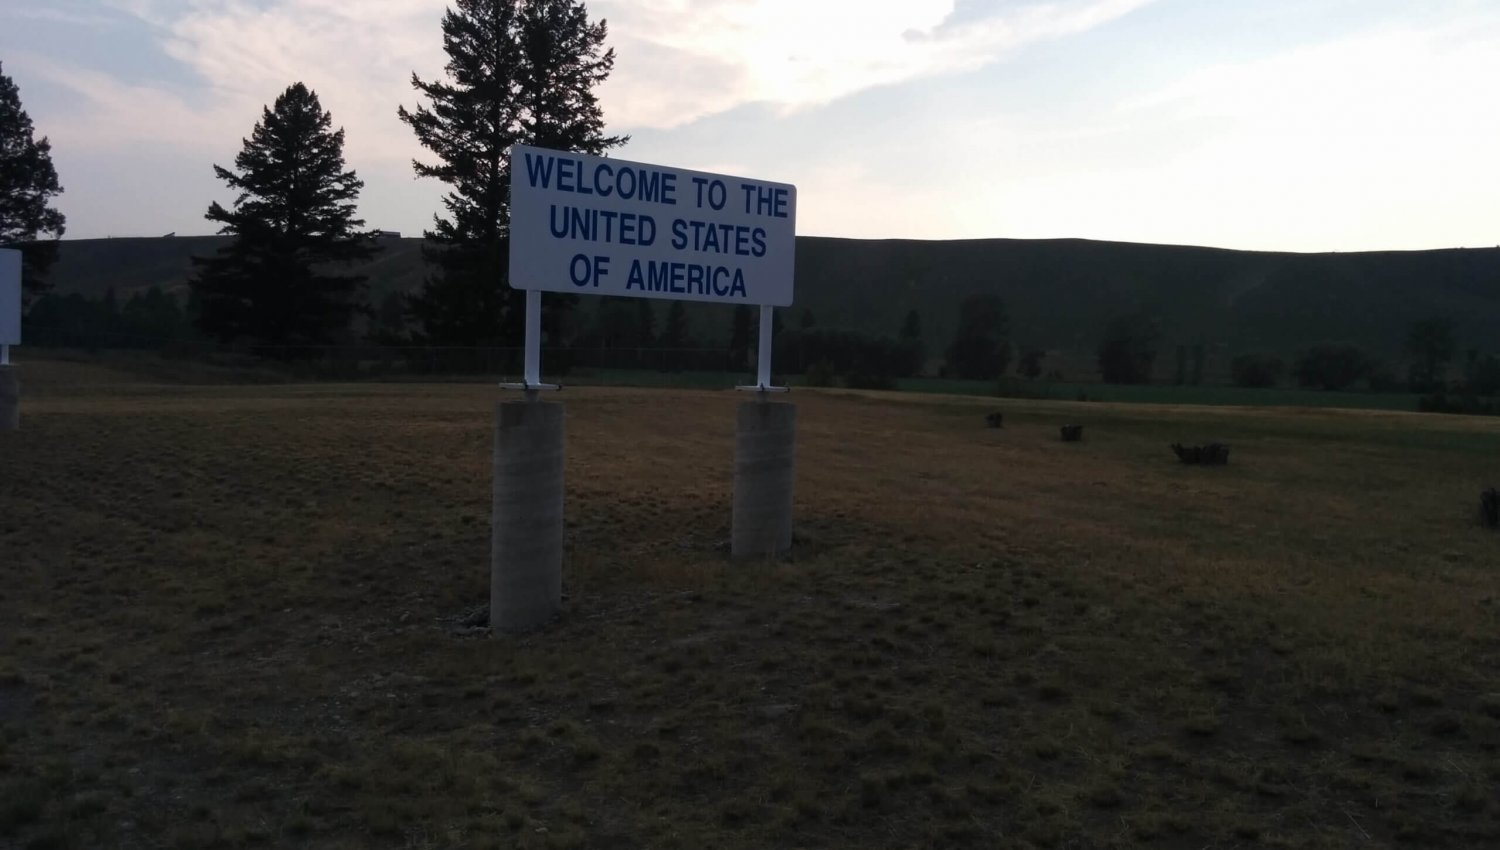 WELCOME TO THE
UNITED STATES
OF AMERICA